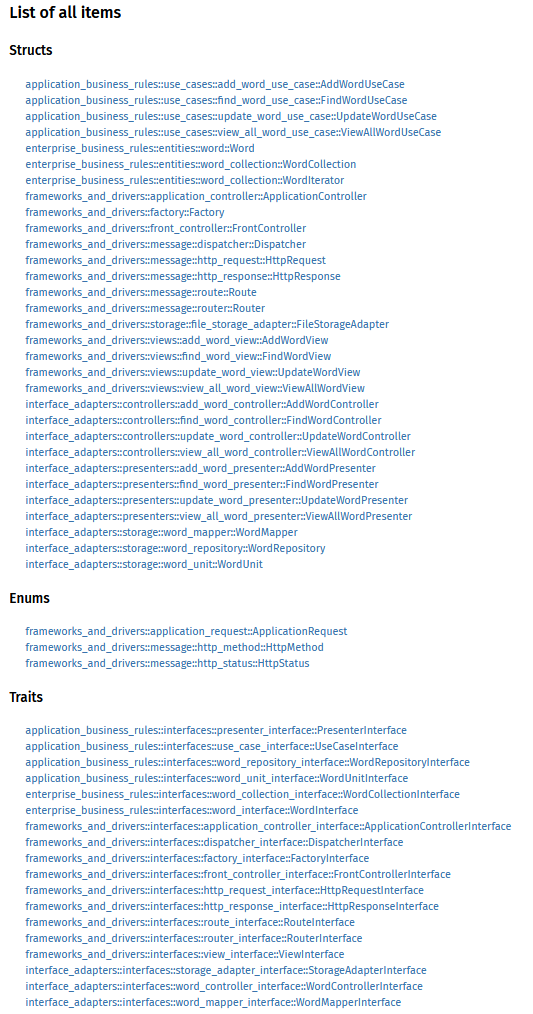 List of all items
Structs
application_business_rules::use_cases::add_word_use_case::AddWordUseCase
application_business_rules::use_cases::find_word_use_case::FindWordUseCase
application_business_rules::use_cases::update_word_use_case::UpdateWordUseCase
application_business_rules::use_cases::view_all_word_use_case::ViewAllWordUseCase
enterprise_business_rules::entities::word::Word
enterprise_business_rules::entities::word_collection::WordCollection
enterprise_business_rules::entities::word_collection::WordIterator
frameworks_and_drivers::application_controller::ApplicationController
frameworks_and_drivers::factory::Factory
frameworks_and_drivers::front_controller::FrontController
frameworks_and_drivers::message::dispatcher::Dispatcher
frameworks_and_drivers::message::http_request::HttpRequest
frameworks_and_drivers::message::http_response::HttpResponse
frameworks_and_drivers::message::route::Route
frameworks_and_drivers::message::router::Router
frameworks_and_drivers::storage::file_storage_adapter::FileStorageAdapter
frameworks_and_drivers::views::add_word_view::AddWordView
frameworks_and_drivers::views::find_word_view::FindWordView
frameworks_and_drivers::views::update_word_view::UpdateWordView
frameworks_and_drivers::views::view_all_word_view::ViewAllWordView
interface_adapters::controllers::add_word_controller::AddWordController
interface_adapters::controllers::find_word_controller::FindWordController
interface_adapters::controllers::update_word_controller::UpdateWordController
interface_adapters::controllers::view_all_word_controller::ViewAllWordController
interface_adapters::presenters::add_word_presenter::AddWordPresenter
interface_adapters::presenters::find_word_presenter::FindWordPresenter
interface_adapters::presenters::update_word_presenter::UpdateWordPresenter
interface_adapters::presenters::view_all_word_presenter::ViewAllWordPresenter
interface_adapters::storage::word_mapper::WordMapper
interface_adapters::storage::word_repository::WordRepository
interface_adapters::storage::word_unit::WordUnit
Enums
frameworks_and_drivers::application_request::ApplicationRequest
frameworks_and_drivers::message::http_method::HttpMethod
frameworks_and_drivers::message::http_status::HttpStatus
Traits
application_business_rules::interfaces::presenter_interface::PresenterInterface
application_business_rules::interfaces::use_case_interface::UseCaseInterface
application_business_rules::interfaces::word_repository_interface::WordRepositoryInterface
application_business_rules::interfaces::word_unit_interface::WordUnitInterface
enterprise_business_rules::interfaces::word_collection_interface::WordCollectionInterface
enterprise_business_rules::interfaces::word_interface::WordInterface
frameworks_and_drivers::interfaces::application_controller_interface::ApplicationControllerInterface
frameworks_and_drivers::interfaces::dispatcher_interface::DispatcherInterface
frameworks_and_drivers::interfaces::factory_interface::FactoryInterface
frameworks_and_drivers::interfaces::front_controller_interface::FrontControllerInterface
frameworks_and_drivers::interfaces::http_request_interface::HttpRequestInterface
frameworks_and_drivers::interfaces::http_response_interface::HttpResponseInterface
frameworks_and_drivers::interfaces::route_interface::RouteInterface
frameworks_and_drivers::interfaces::router_interface::RouterInterface
frameworks_and_drivers::interfaces::view_interface::ViewInterface
interface_adapters::interfaces::storage_adapter_interface::StorageAdapterInterface
interface_adapters::interfaces::word_controller_interface::WordControllerInterface
interface_adapters::interfaces::word_mapper_interface::WordMapperInterface